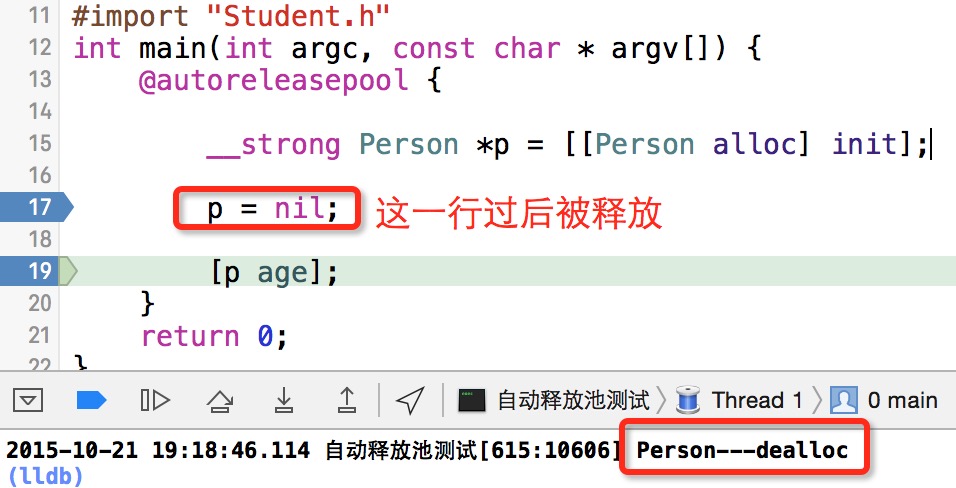 11 #import "Student.h"
12 int main(int argc, const char * argv[]) {
13 @autoreleasepool {
14
15 __strong Person *p = [[Person alloc] init];
16
17 p = nil; 这一行过后被释放
18
19 [p age];
20 }
21 return 0;
22 }
自动释放池测试 Thread 1 0 main
2015-10-21 19:18:46.114 自动释放池测试[615:10606] Person---dealloc
(lldb)